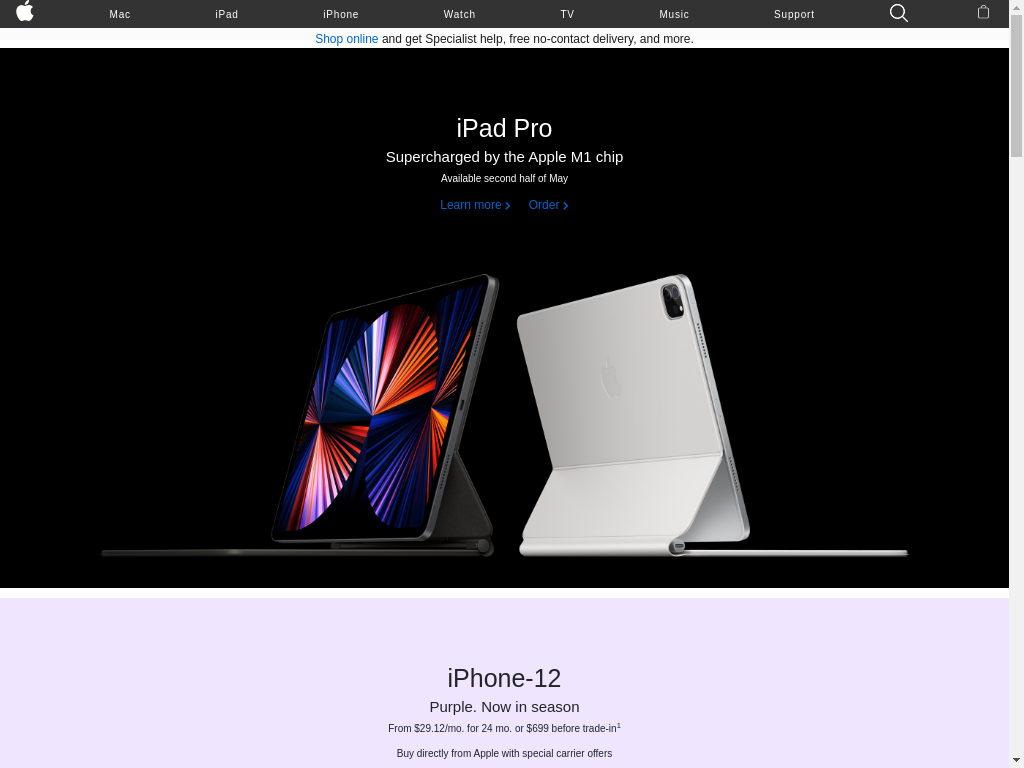 Mac iPad iPhone Watch TV Music Support
Shop online and get Specialist help, free no-contact delivery, and more.
iPad Pro
Supercharged by the Apple M1 chip
Available second half of May
Learn more Order
iPhone-12
Purple. Now in season
From $29.12/mo. for 24 mo. or $699 before trade-in1
Buy directly from Apple with special carrier offers